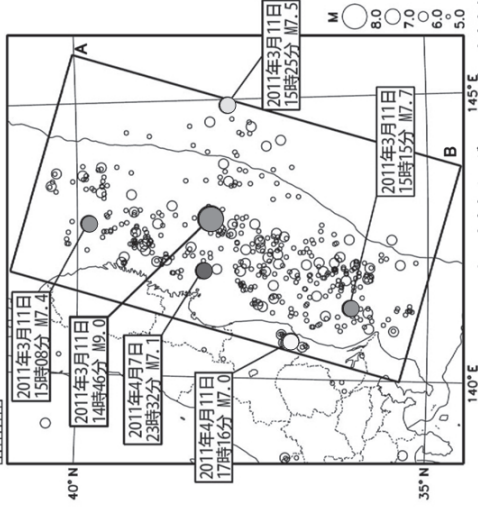 A
B
2011年3月11日
15時25分 M7.5
2011年3月11日
15時15分 M7.7
2011年3月11日
15時08分 M7.4
2011年3月11日
14時46分 M9.0
2011年4月7日
23時32分 M7.1
2011年4月11日
17時16分 M7.0
M
8.0
7.0
6.0
5.0
145°E
140°E
40°N
35°N